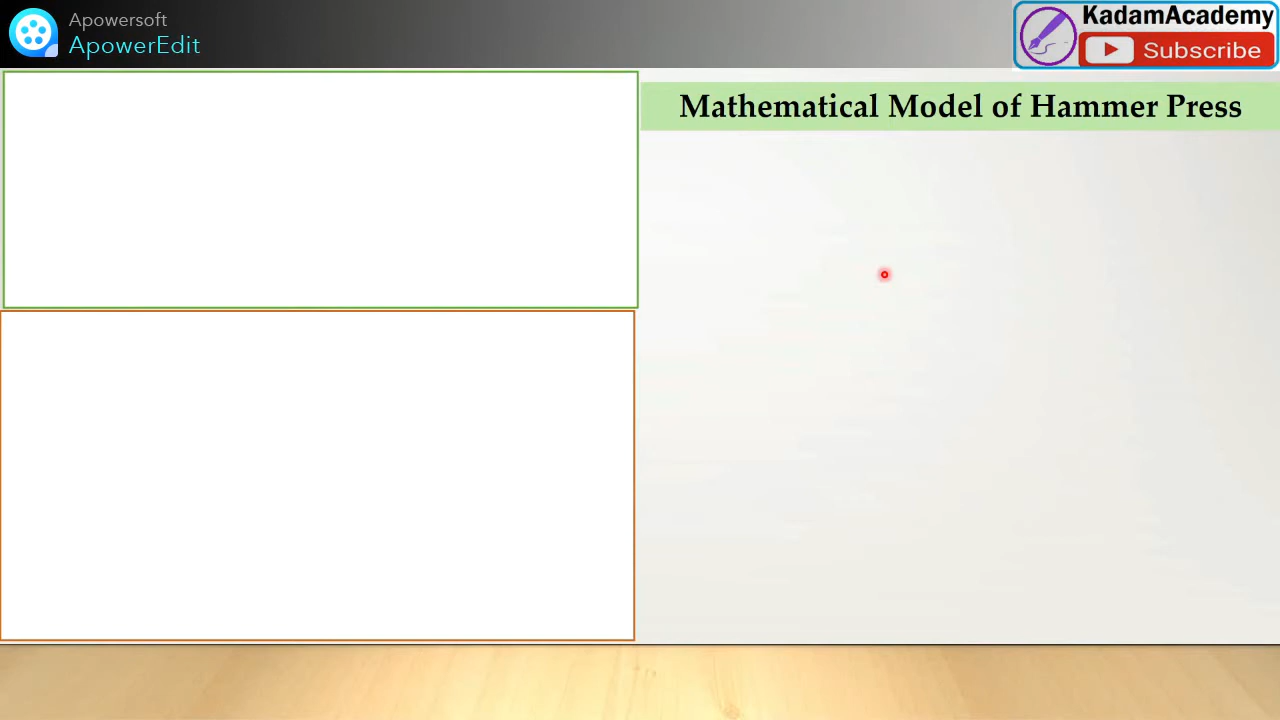 Apowersoft
ApowerEdit
KadamAcademy
Subscribe
Mathematical Model of Hammer Press